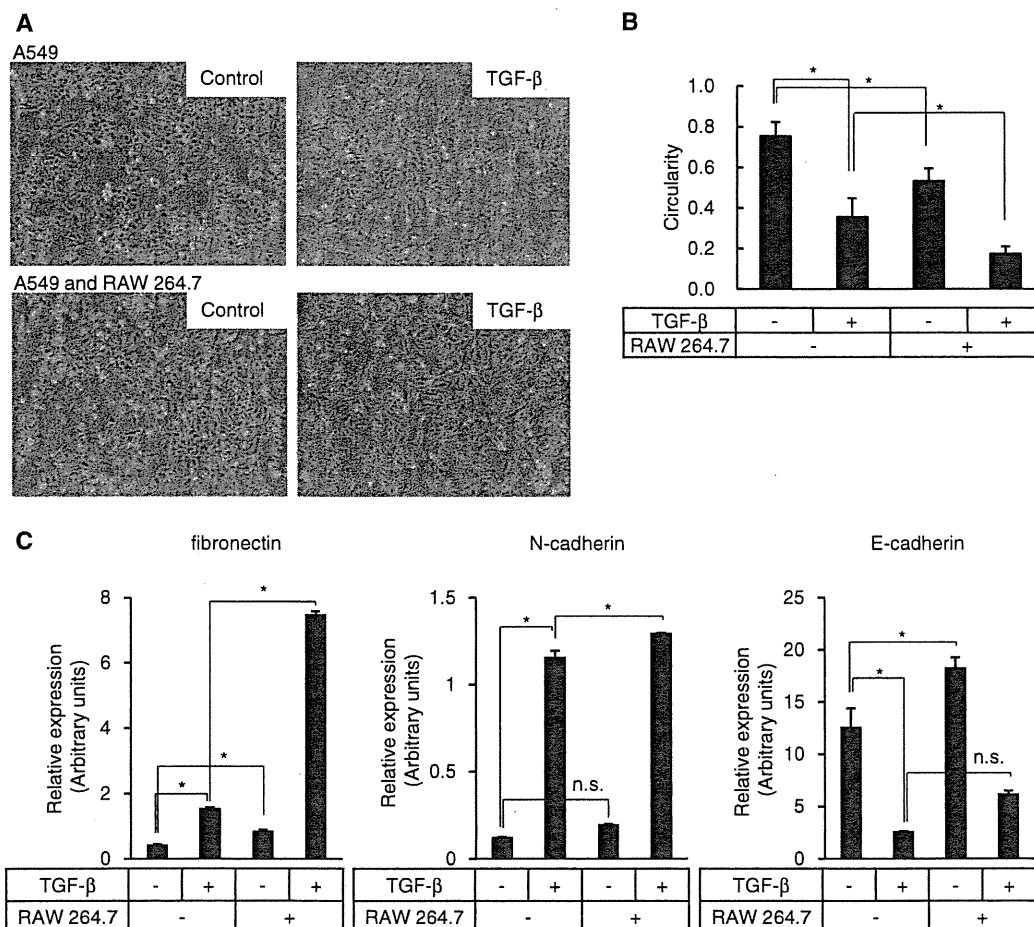 A
A549
Control
TGF-β
A549 and RAW 264.7
Control
TGF-β
B
Circularity
1.0
0.8
0.6
0.4
0.2
0.0
*
*
*
TGF-β - + - +
RAW 264.7 - +
C
fibronectin
Relative expression
(Arbitrary units)
8
6
4
2
0
*
*
*
TGF-β - + - +
RAW 264.7 - +
N-cadherin
Relative expression
(Arbitrary units)
1.5
1
0.5
0
*
*
n.s.
TGF-β - + - +
RAW 264.7 - +
E-cadherin
Relative expression
(Arbitrary units)
25
20
15
10
5
0
*
*
n.s.
TGF-β - + - +
RAW 264.7 - +